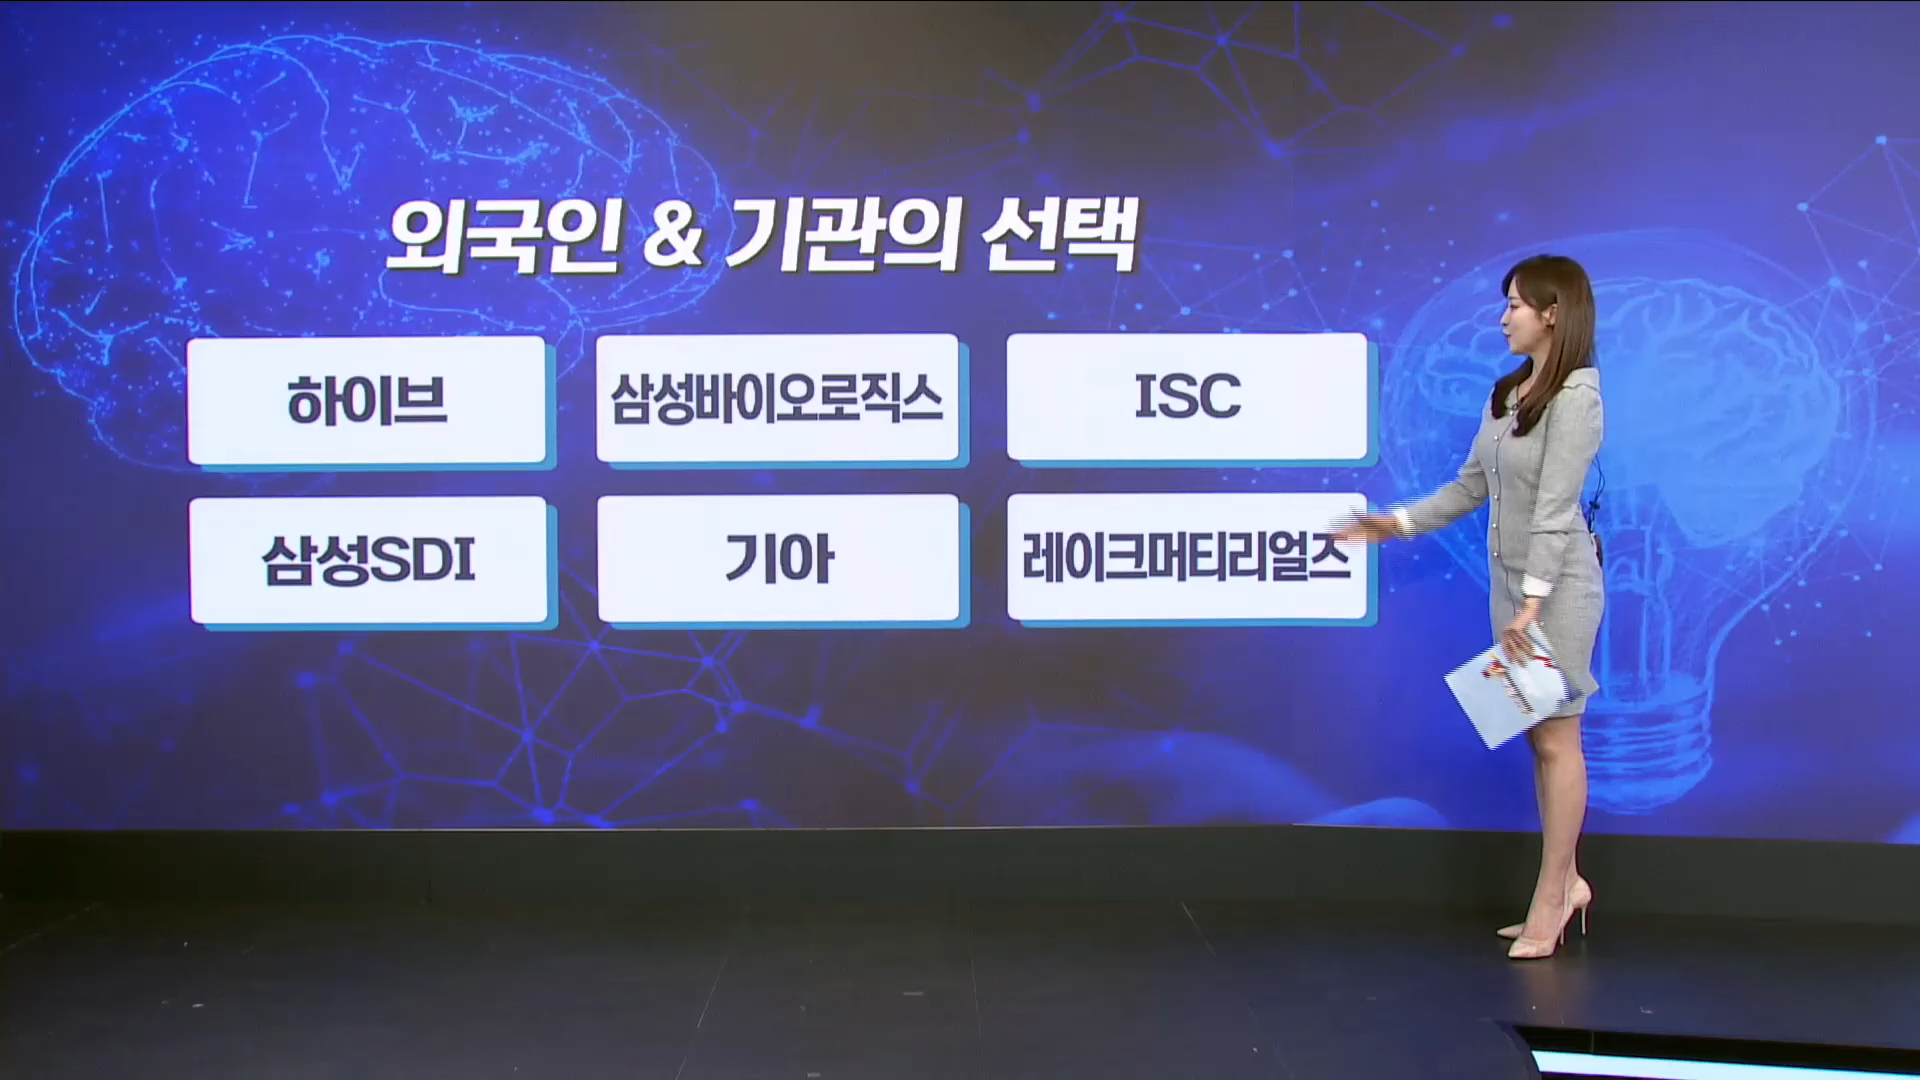 외국인 & 기관의 선택
하이브
삼성바이오로직스
ISC
삼성SDI
기아
레이크머티리얼즈